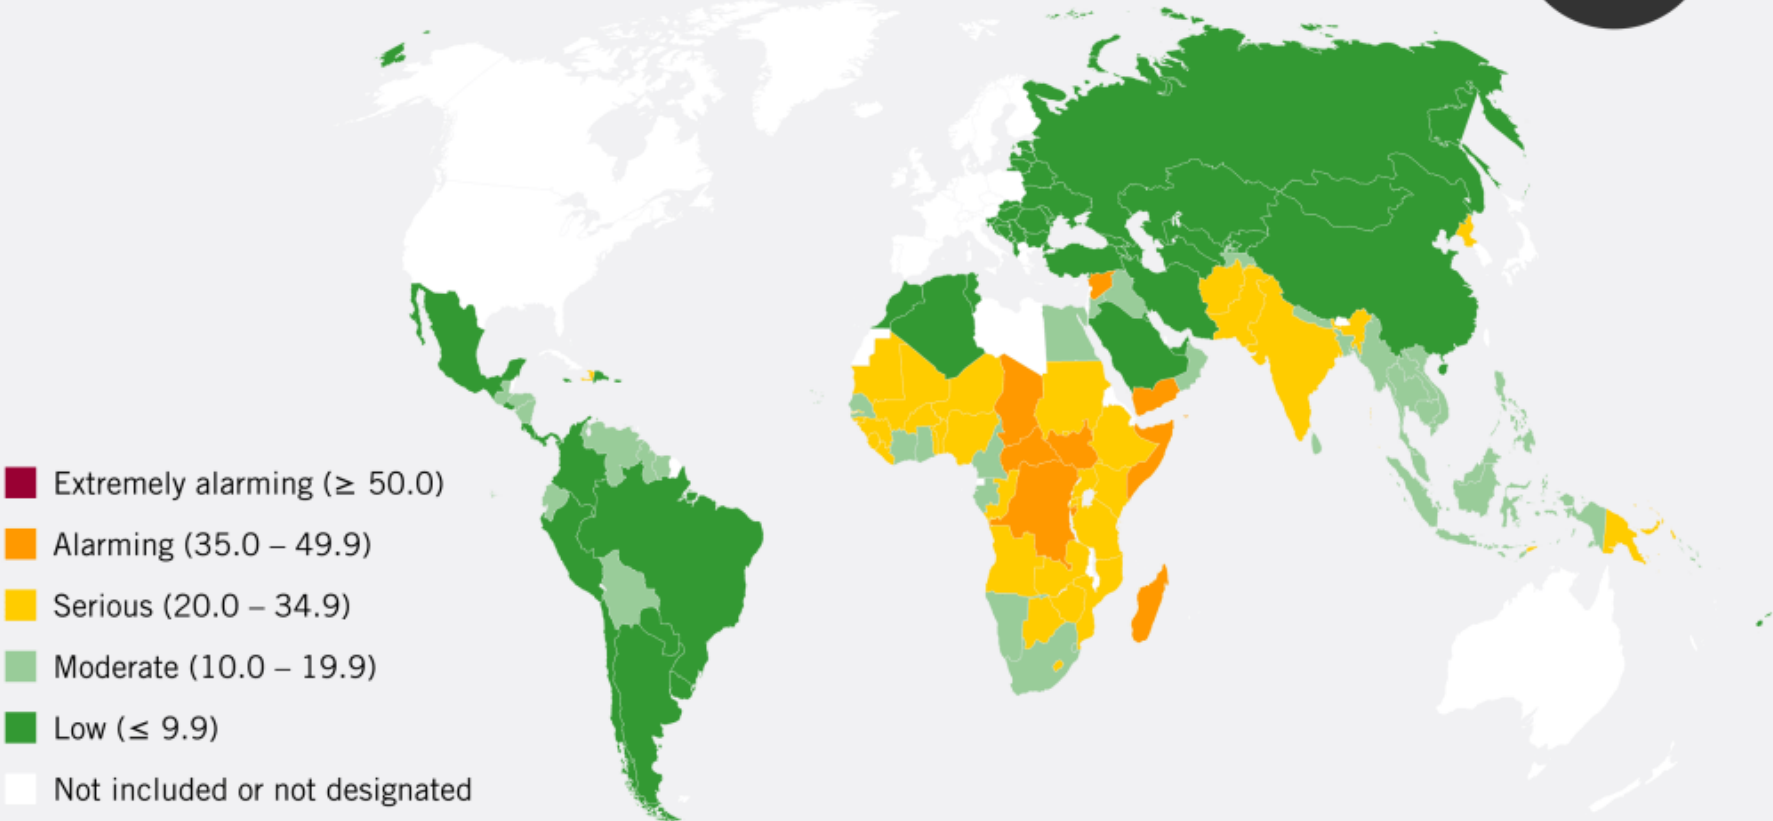 Extremely alarming (≥ 50.0)
Alarming (35.0 – 49.9)
Serious (20.0 – 34.9)
Moderate (10.0 – 19.9)
Low (≤ 9.9)
Not included or not designated